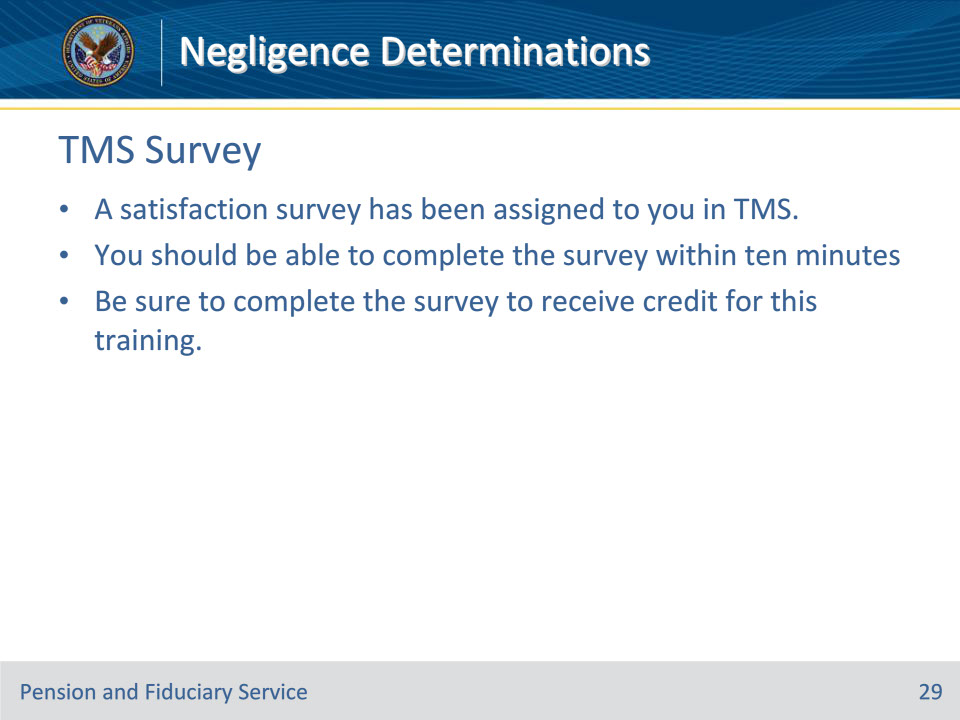 Negligence Determinations
TMS Survey
• A satisfaction survey has been assigned to you in TMS.
• You should be able to complete the survey within ten minutes
• Be sure to complete the survey to receive credit for this
training.
Pension and Fiduciary Service
29